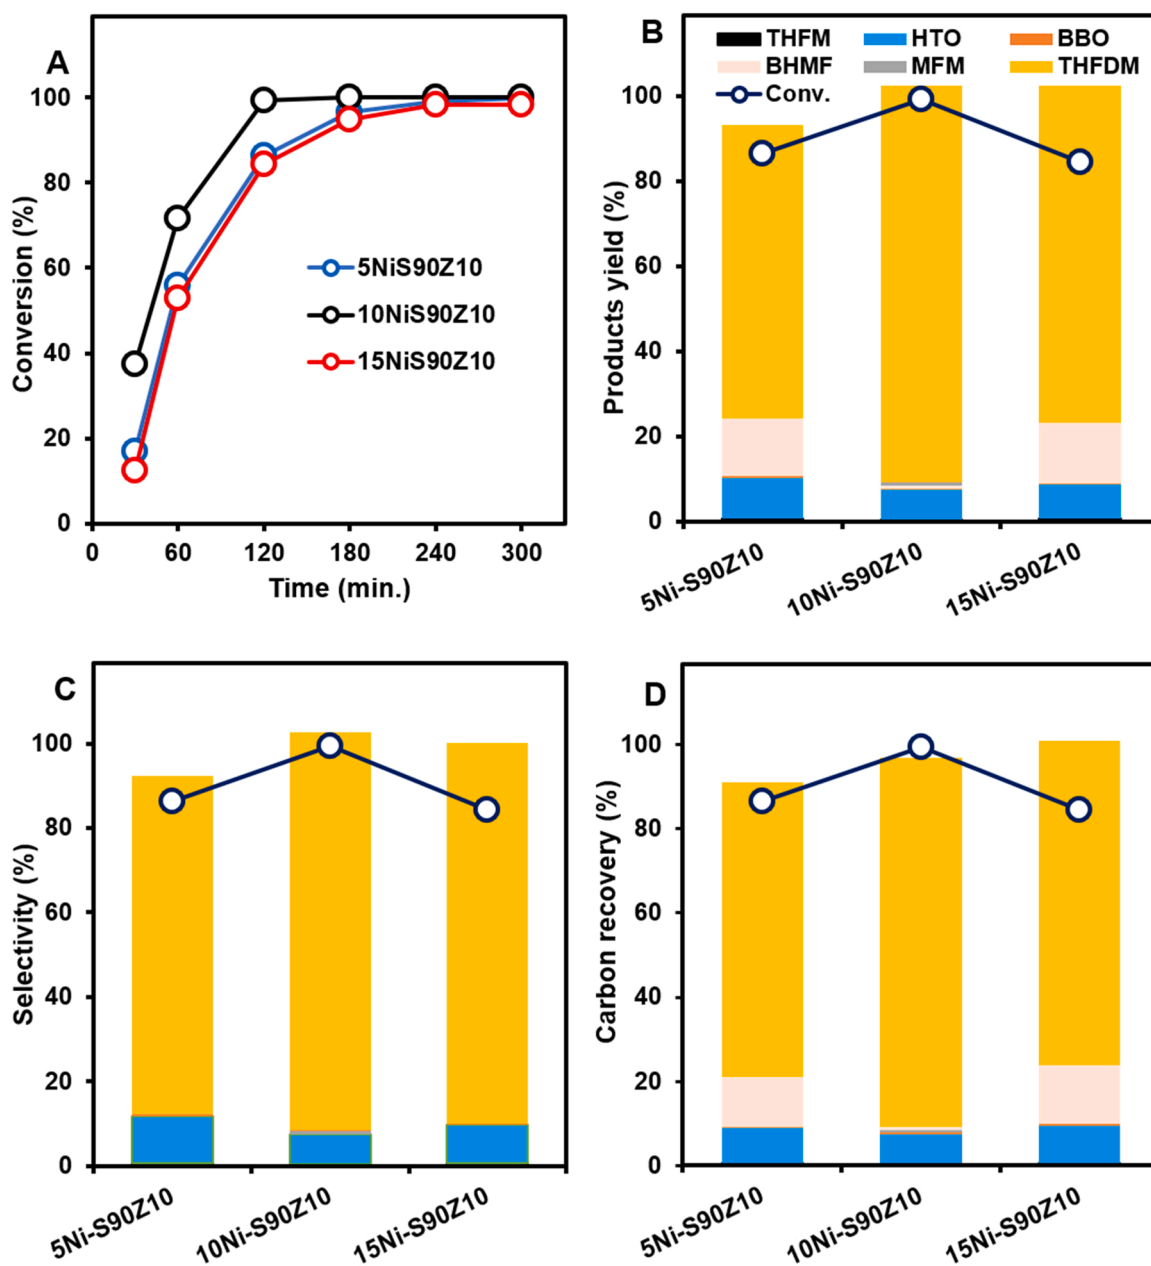 A
Conversion (%)
100
80
60
40
20
0
5NiS90Z10
10NiS90Z10
15NiS90Z10
0 60 120 180 240 300
Time (min.)
B
THFM HTO BBO
BHMF MFM THFDM
Conv.
Products yield (%)
100
80
60
40
20
0
5Ni-S90Z10
10Ni-S90Z10
15Ni-S90Z10
C
Selectivity (%)
100
80
60
40
20
0
5Ni-S90Z10
10Ni-S90Z10
15Ni-S90Z10
D
Carbon recovery (%)
100
80
60
40
20
0
5Ni-S90Z10
10Ni-S90Z10
15Ni-S90Z10